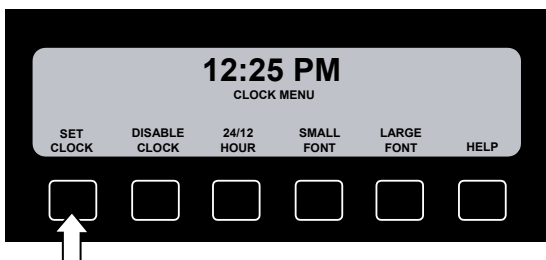 12:25 PM
CLOCK MENU
SET CLOCK
DISABLE CLOCK
24/12 HOUR
SMALL FONT
LARGE FONT
HELP